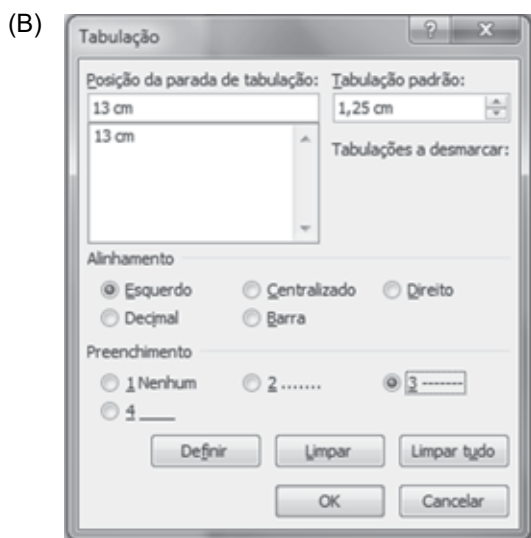 (B)
Tabulação
Posição da parada de tabulação: Tabulação padrão:
13 cm 1,25 cm
13 cm
Tabulações a desmarcar:
Alinhamento
Esquerdo Centralizado Direito
Decimal Barra
Preenchimento
1 Nenhum 2 ....... 3 -------
4 ____
Definir Limpar Limpar tudo
OK Cancelar